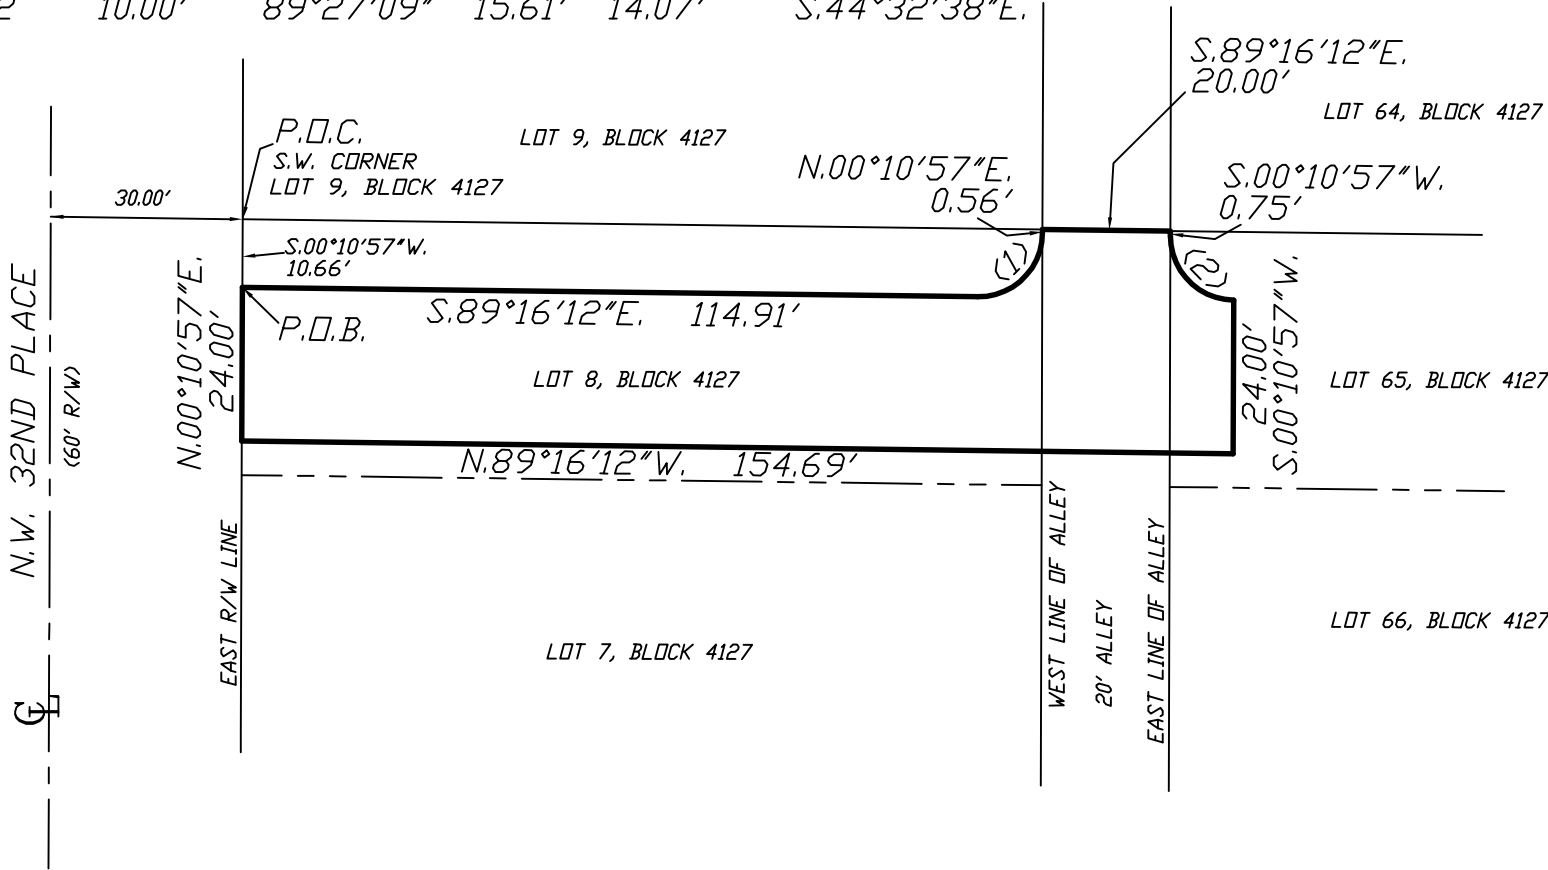 2 10.00' 89°27'09" 15.61' 14.07' S.44°32'38"E.
S.89°16'12"E.
20.00'
LOT 64, BLOCK 4127
P.O.C.
S.W. CORNER
LOT 9, BLOCK 4127
LOT 9, BLOCK 4127
N.00°10'57"E.
0.56'
S.00°10'57"W.
0.75'
30.00'
S.00°10'57"W.
10.66'
(1)
(2)
S.89°16'12"E. 114.91'
P.O.B.
N.00°10'57"E.
24.00'
LOT 8, BLOCK 4127
24.00'
S.00°10'57"W.
LOT 65, BLOCK 4127
N.W. 32ND PLACE
(60' R/W)
N.89°16'12"W. 154.69'
EAST R/W LINE
WEST LINE OF ALLEY
20' ALLEY
EAST LINE OF ALLEY
LOT 7, BLOCK 4127
LOT 66, BLOCK 4127
CL